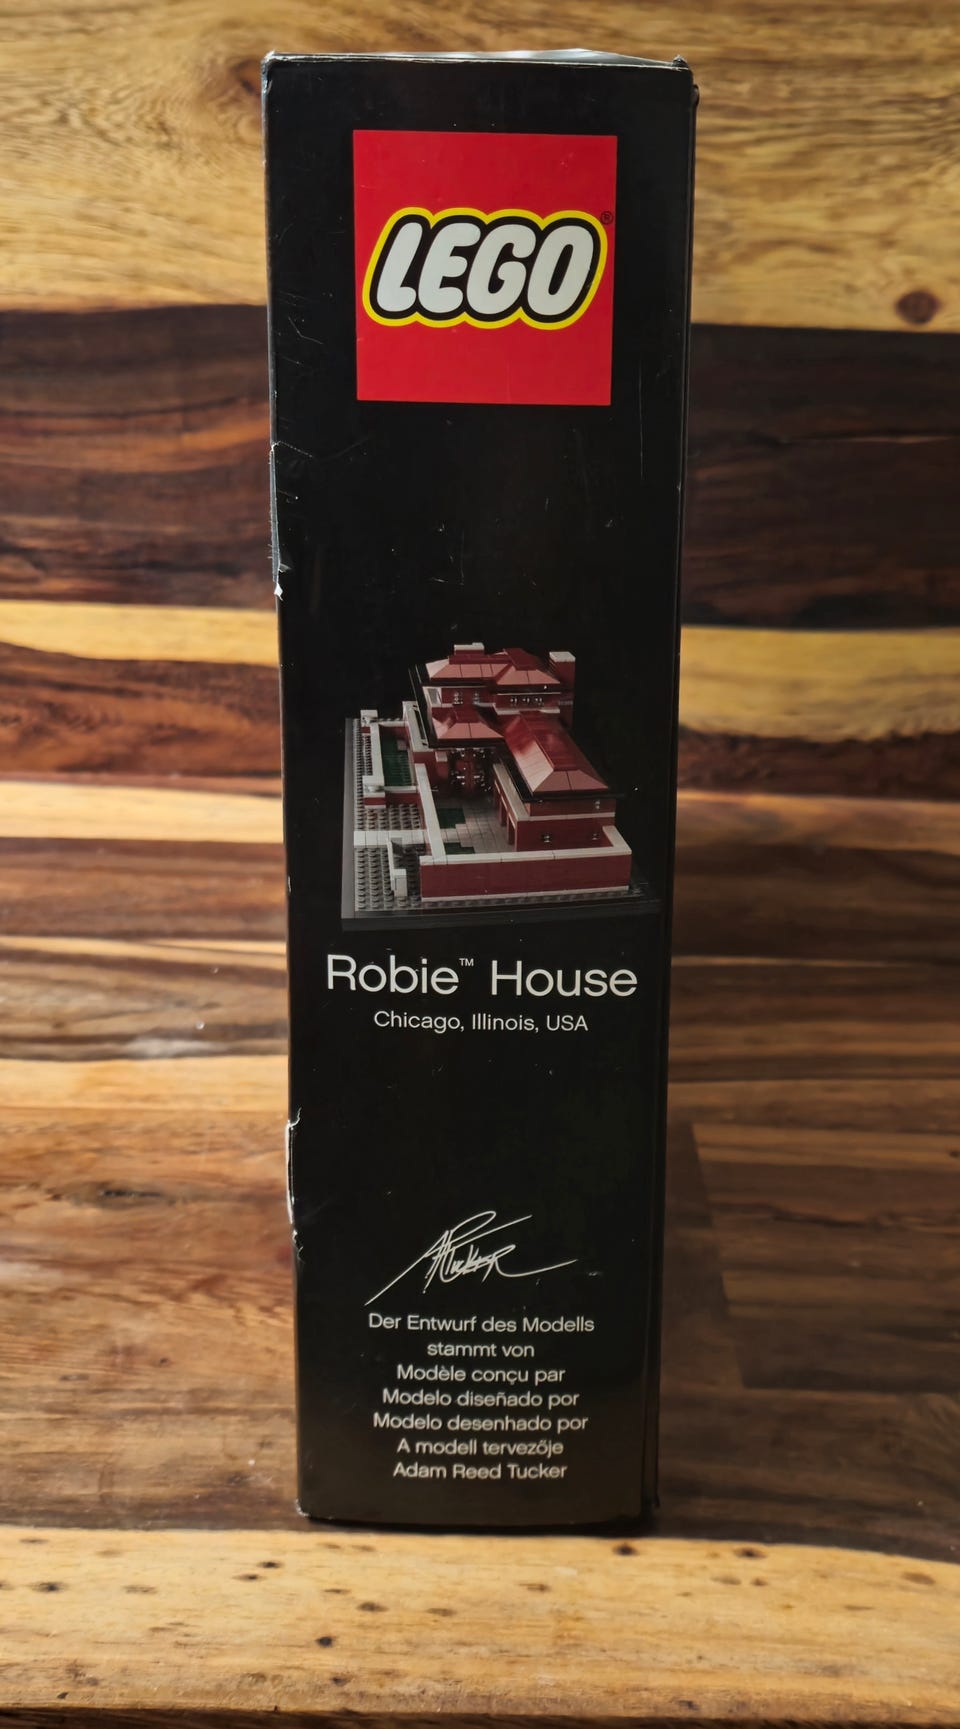 LEGO®
Robie™ House
Chicago, Illinois, USA
ATucker
Der Entwurf des Modells
stammt von
Modèle conçu par
Modelo diseñado por
Modelo desenhado por
A modell tervezője
Adam Reed Tucker